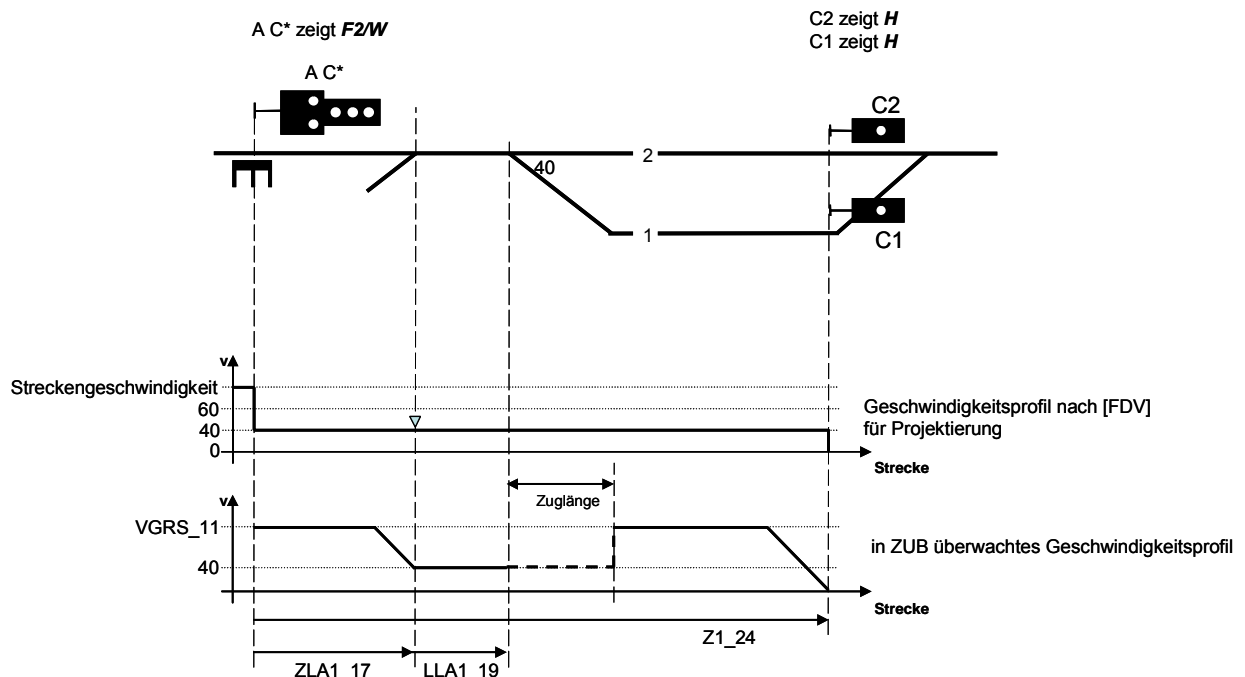 A C* zeigt F2/W
C2 zeigt H
C1 zeigt H
A C*
C2
2
40
1
C1
v
Streckengeschwindigkeit
60
40
0
Geschwindigkeitsprofil nach [FDV]
für Projektierung
Strecke
v
Zuglänge
VGRS_11
in ZUB überwachtes Geschwindigkeitsprofil
40
Strecke
Z1_24
ZLA1_17
LLA1_19